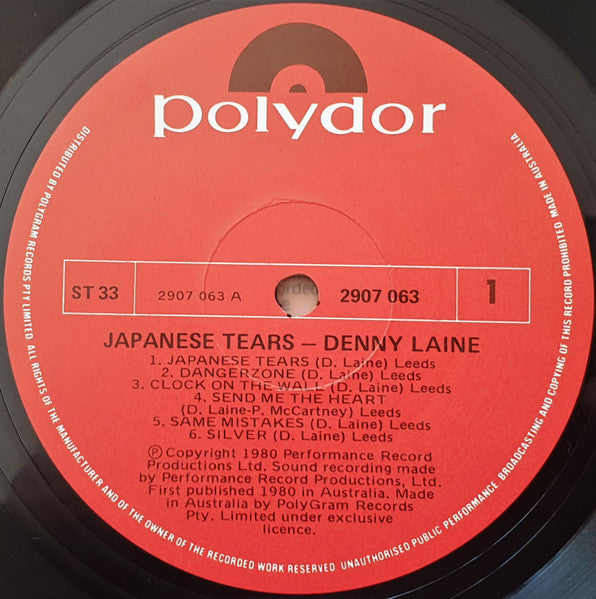 polydor
ST 33
2907 063 A
2907 063
1
JAPANESE TEARS – DENNY LAINE
1. JAPANESE TEARS (D. Laine) Leeds
2. DANGERZONE (D. Laine) Leeds
3. CLOCK ON THE WALL (D. Laine) Leeds
4. SEND ME THE HEART
(D. Laine-P. McCartney) Leeds
5. SAME MISTAKES (D. Laine) Leeds
6. SILVER (D. Laine) Leeds
Ⓟ Copyright 1980 Performance Record
Productions Ltd. Sound recording made
by Performance Record Productions, Ltd.
First published 1980 in Australia. Made
in Australia by PolyGram Records
Pty. Limited under exclusive
licence.
DISTRIBUTED BY POLYGRAM RECORDS PTY LIMITED. ALL RIGHTS OF THE MANUFACTURER AND OF THE OWNER OF THE RECORDED WORK RESERVED. UNAUTHORISED PUBLIC PERFORMANCE, BROADCASTING AND COPYING OF THIS RECORD PROHIBITED. MADE IN AUSTRALIA